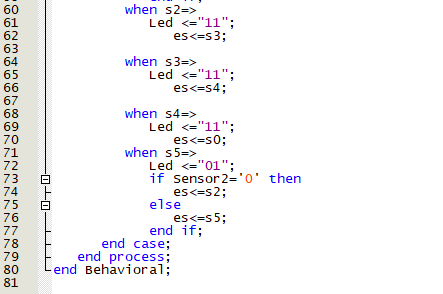 60 when s2=>
61 Led <="11";
62 es<=s3;
63
64 when s3=>
65 Led <="11";
66 es<=s4;
67
68 when s4=>
69 Led <="11";
70 es<=s0;
71 when s5=>
72 Led <="01";
73 if Sensor2='0' then
74 es<=s2;
75 else
76 es<=s5;
77 end if;
78 end case;
79 end process;
80 end Behavioral;
81